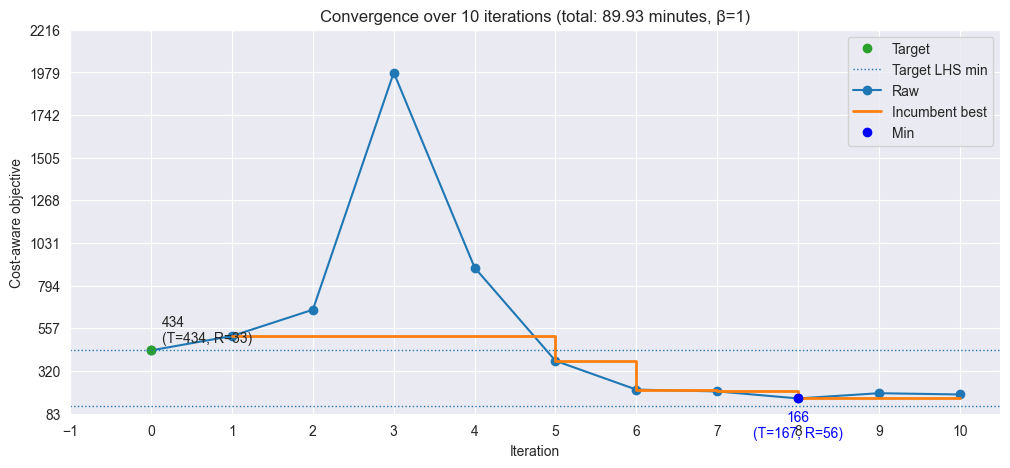 Convergence over 10 iterations (total: 89.93 minutes, β=1)
2216
1979
1742
1505
1268
1031
794
557
320
83
Cost-aware objective
Target
Target LHS min
Raw
Incumbent best
Min
434
(T=434, R=33)
166
(T=167, R=56)
-1 0 1 2 3 4 5 6 7 8 9 10
Iteration